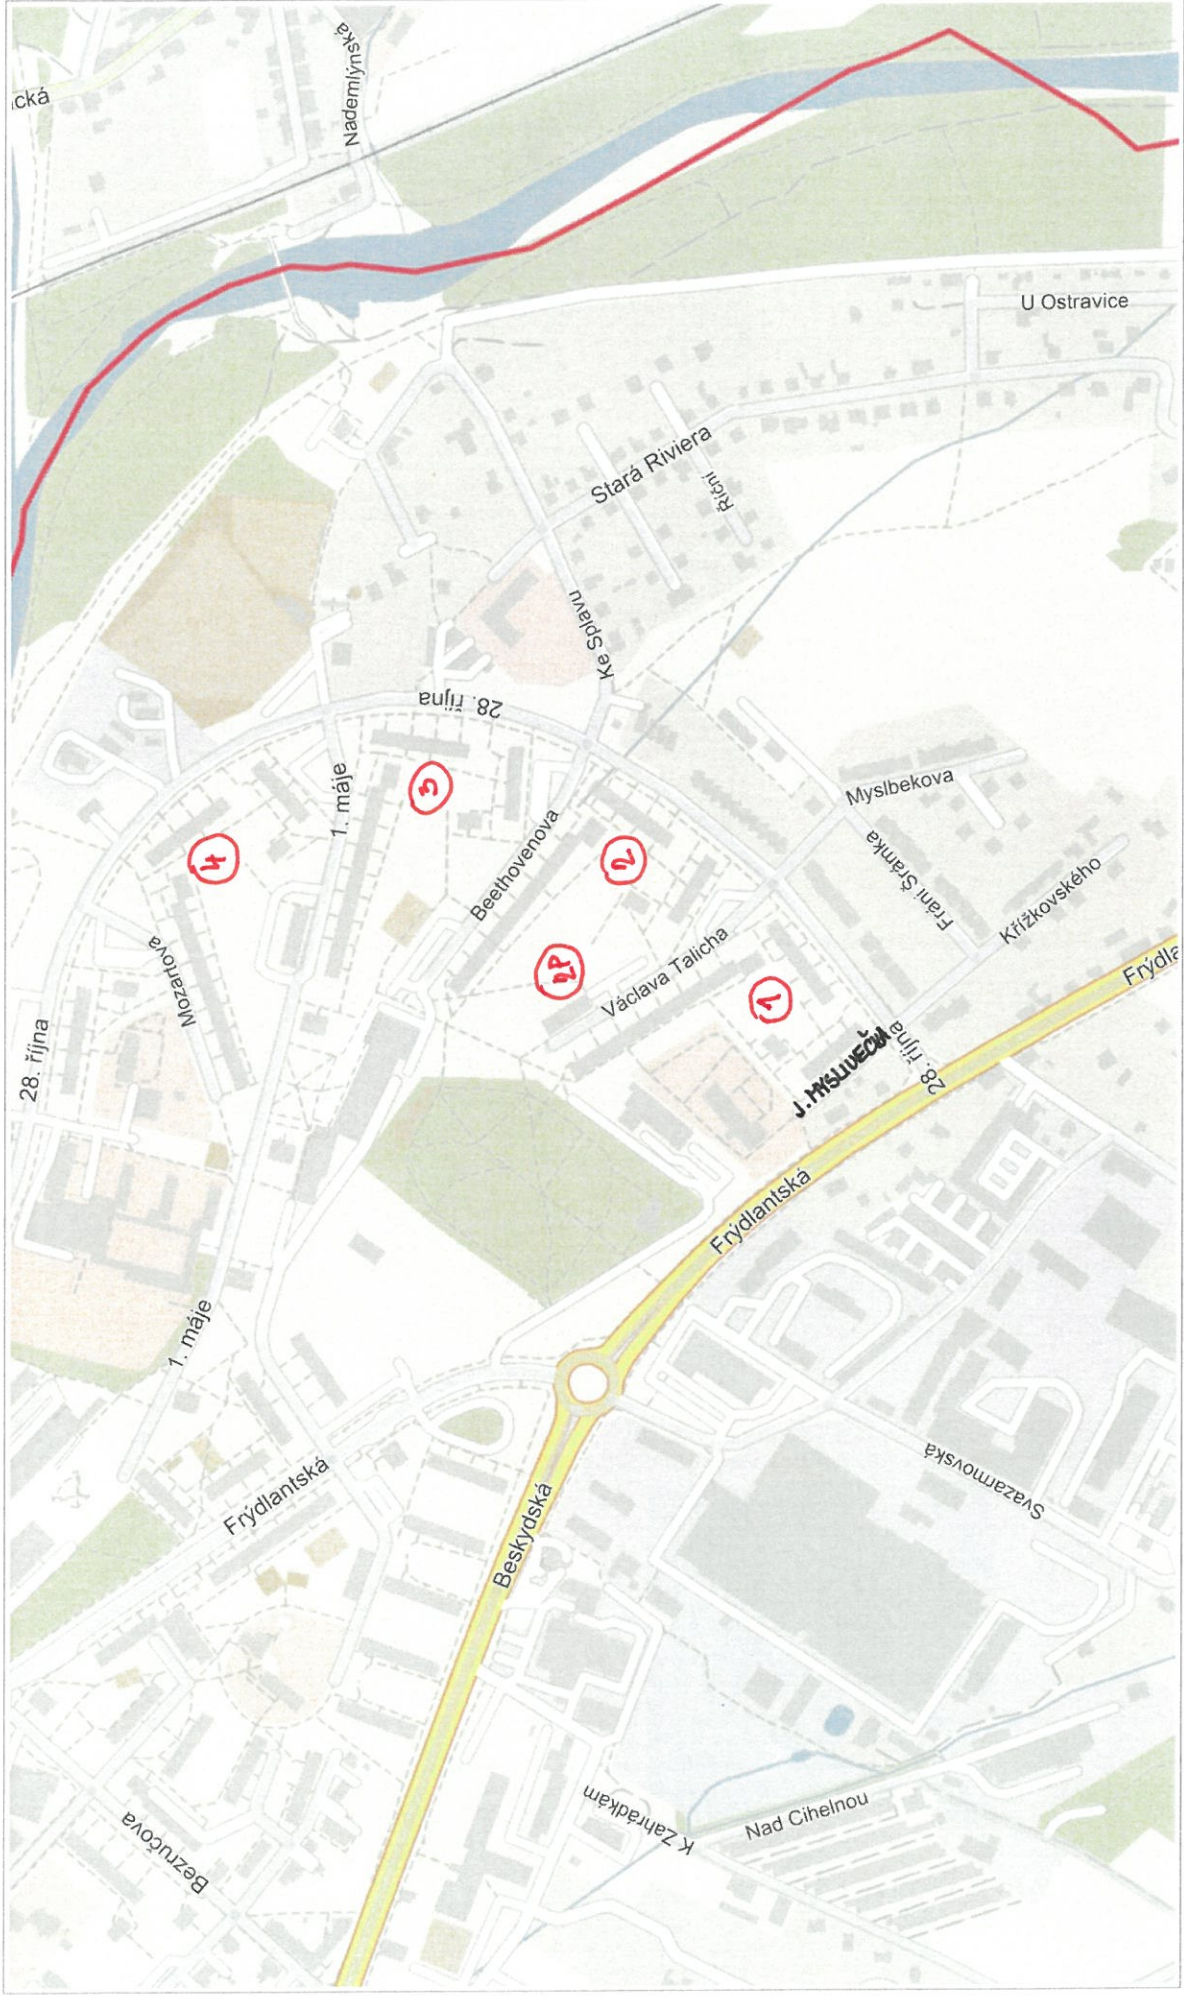 cká
Nademlýnská
U Ostravice
Stará Riviera
Říční
Ke Splavu
28. října
1. máje
3
4
Beethovenova
2
Myslbekova
Fráni Šrámka
Křížkovského
Mozartova
2P
Václava Talicha
1
28. října
J. MYSLIVEČKA
28. října
Frýdla
Frýdlantská
1. máje
Frýdlantská
Beskydská
Svazarmovská
Bezručova
K Zahrádkám
Nad Cihelnou